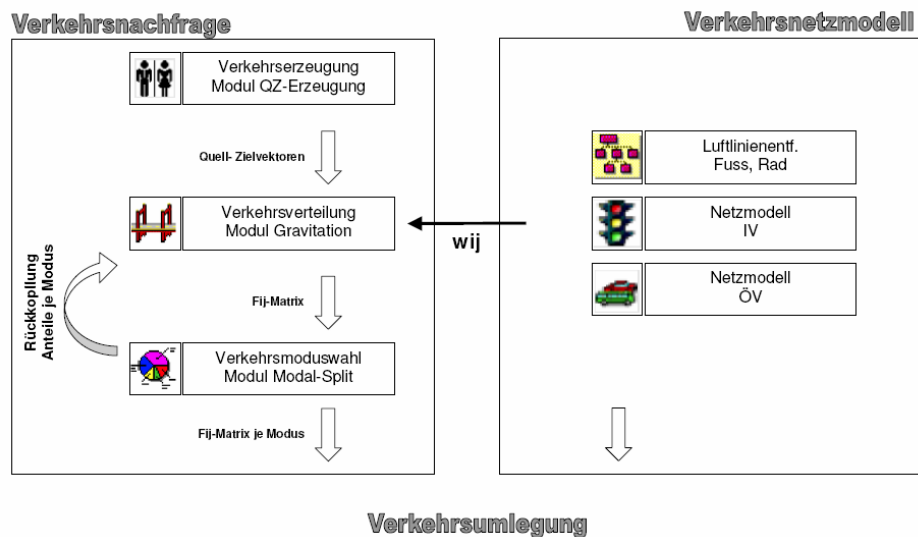 Verkehrsnachfrage
Verkehrserzeugung
Modul QZ-Erzeugung
Quell- Zielvektoren
Verkehrsverteilung
Modul Gravitation
Rückkopllung
Anteile je Modus
Fij-Matrix
Verkehrsmoduswahl
Modul Modal-Split
Fij-Matrix je Modus
wij
Verkehrsnetzmodell
Luftlinienentf.
Fuss, Rad
Netzmodell
IV
Netzmodell
ÖV
Verkehrsumlegung